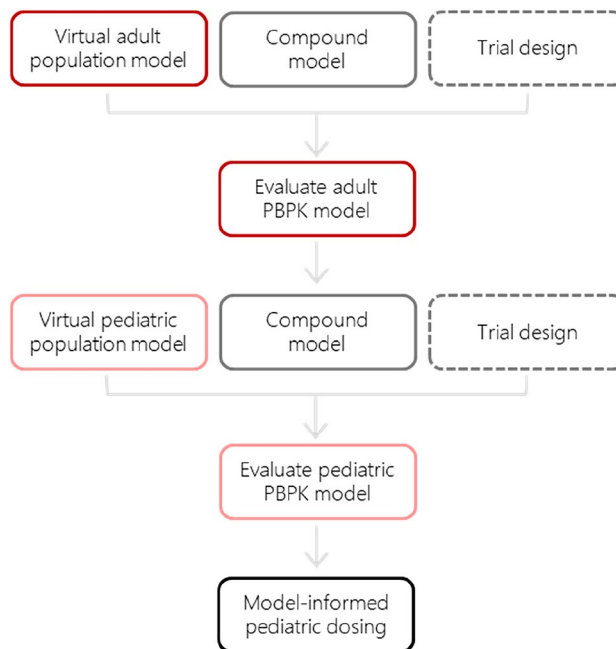 Virtual adult
population model
Compound
model
Trial design
Evaluate adult
PBPK model
Virtual pediatric
population model
Compound
model
Trial design
Evaluate pediatric
PBPK model
Model-informed
pediatric dosing